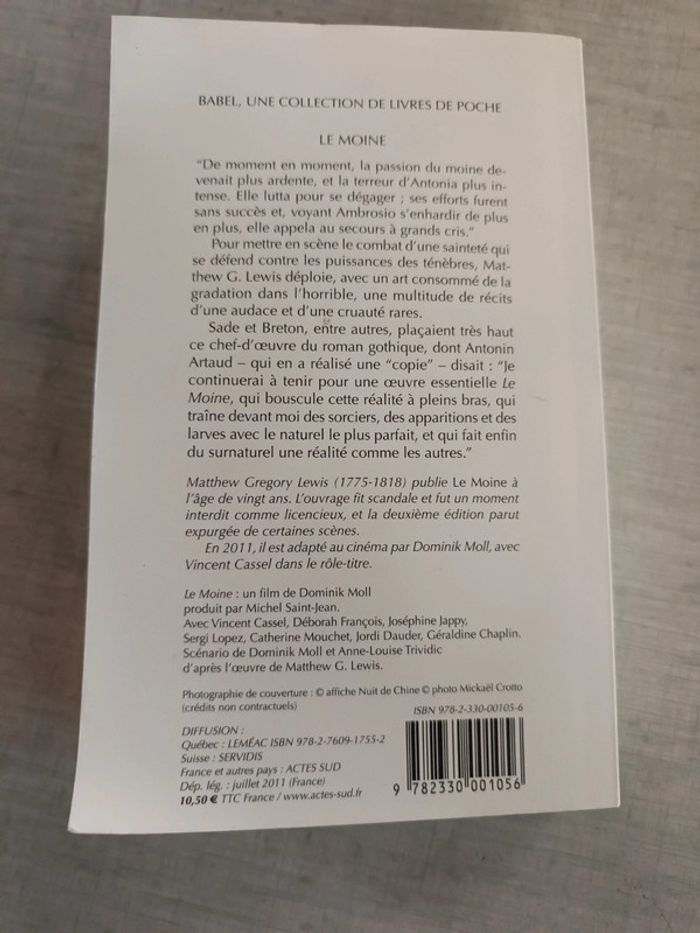 BABEL, UNE COLLECTION DE LIVRES DE POCHE
LE MOINE
“De moment en moment, la passion du moine de-
venait plus ardente, et la terreur d’Antonia plus in-
tense. Elle lutta pour se dégager ; ses efforts furent
sans succès et, voyant Ambrosio s’enhardir de plus
en plus, elle appela au secours à grands cris.”
Pour mettre en scène le combat d’une sainteté qui
se défend contre les puissances des ténèbres, Mat-
thew G. Lewis déploie, avec un art consommé de la
gradation dans l’horrible, une multitude de récits
d’une audace et d’une cruauté rares.
Sade et Breton, entre autres, plaçaient très haut
ce chef-d’œuvre du roman gothique, dont Antonin
Artaud – qui en a réalisé une “copie” – disait : “Je
continuerai à tenir pour une œuvre essentielle Le
Moine, qui bouscule cette réalité à pleins bras, qui
traîne devant moi des sorciers, des apparitions et des
larves avec le naturel le plus parfait, et qui fait enfin
du surnaturel une réalité comme les autres.”
Matthew Gregory Lewis (1775-1818) publie Le Moine à
l’âge de vingt ans. L’ouvrage fit scandale et fut un moment
interdit comme licencieux, et la deuxième édition parut
expurgée de certaines scènes.
En 2011, il est adapté au cinéma par Dominik Moll, avec
Vincent Cassel dans le rôle-titre.
Le Moine : un film de Dominik Moll
produit par Michel Saint-Jean.
Avec Vincent Cassel, Déborah François, Joséphine Jappy,
Sergi Lopez, Catherine Mouchet, Jordi Dauder, Géraldine Chaplin.
Scénario de Dominik Moll et Anne-Louise Trividic
d’après l’œuvre de Matthew G. Lewis.
Photographie de couverture : © affiche Nuit de Chine © photo Mickaël Crotto
(crédits non contractuels)
ISBN 978-2-330-00105-6
DIFFUSION :
Québec : LEMÉAC ISBN 978-2-7609-1755-2
Suisse : SERVIDIS
France et autres pays : ACTES SUD
Dép. lég. : juillet 2011 (France)
10,50 € TTC France / www.actes-sud.fr
9 782330 001056